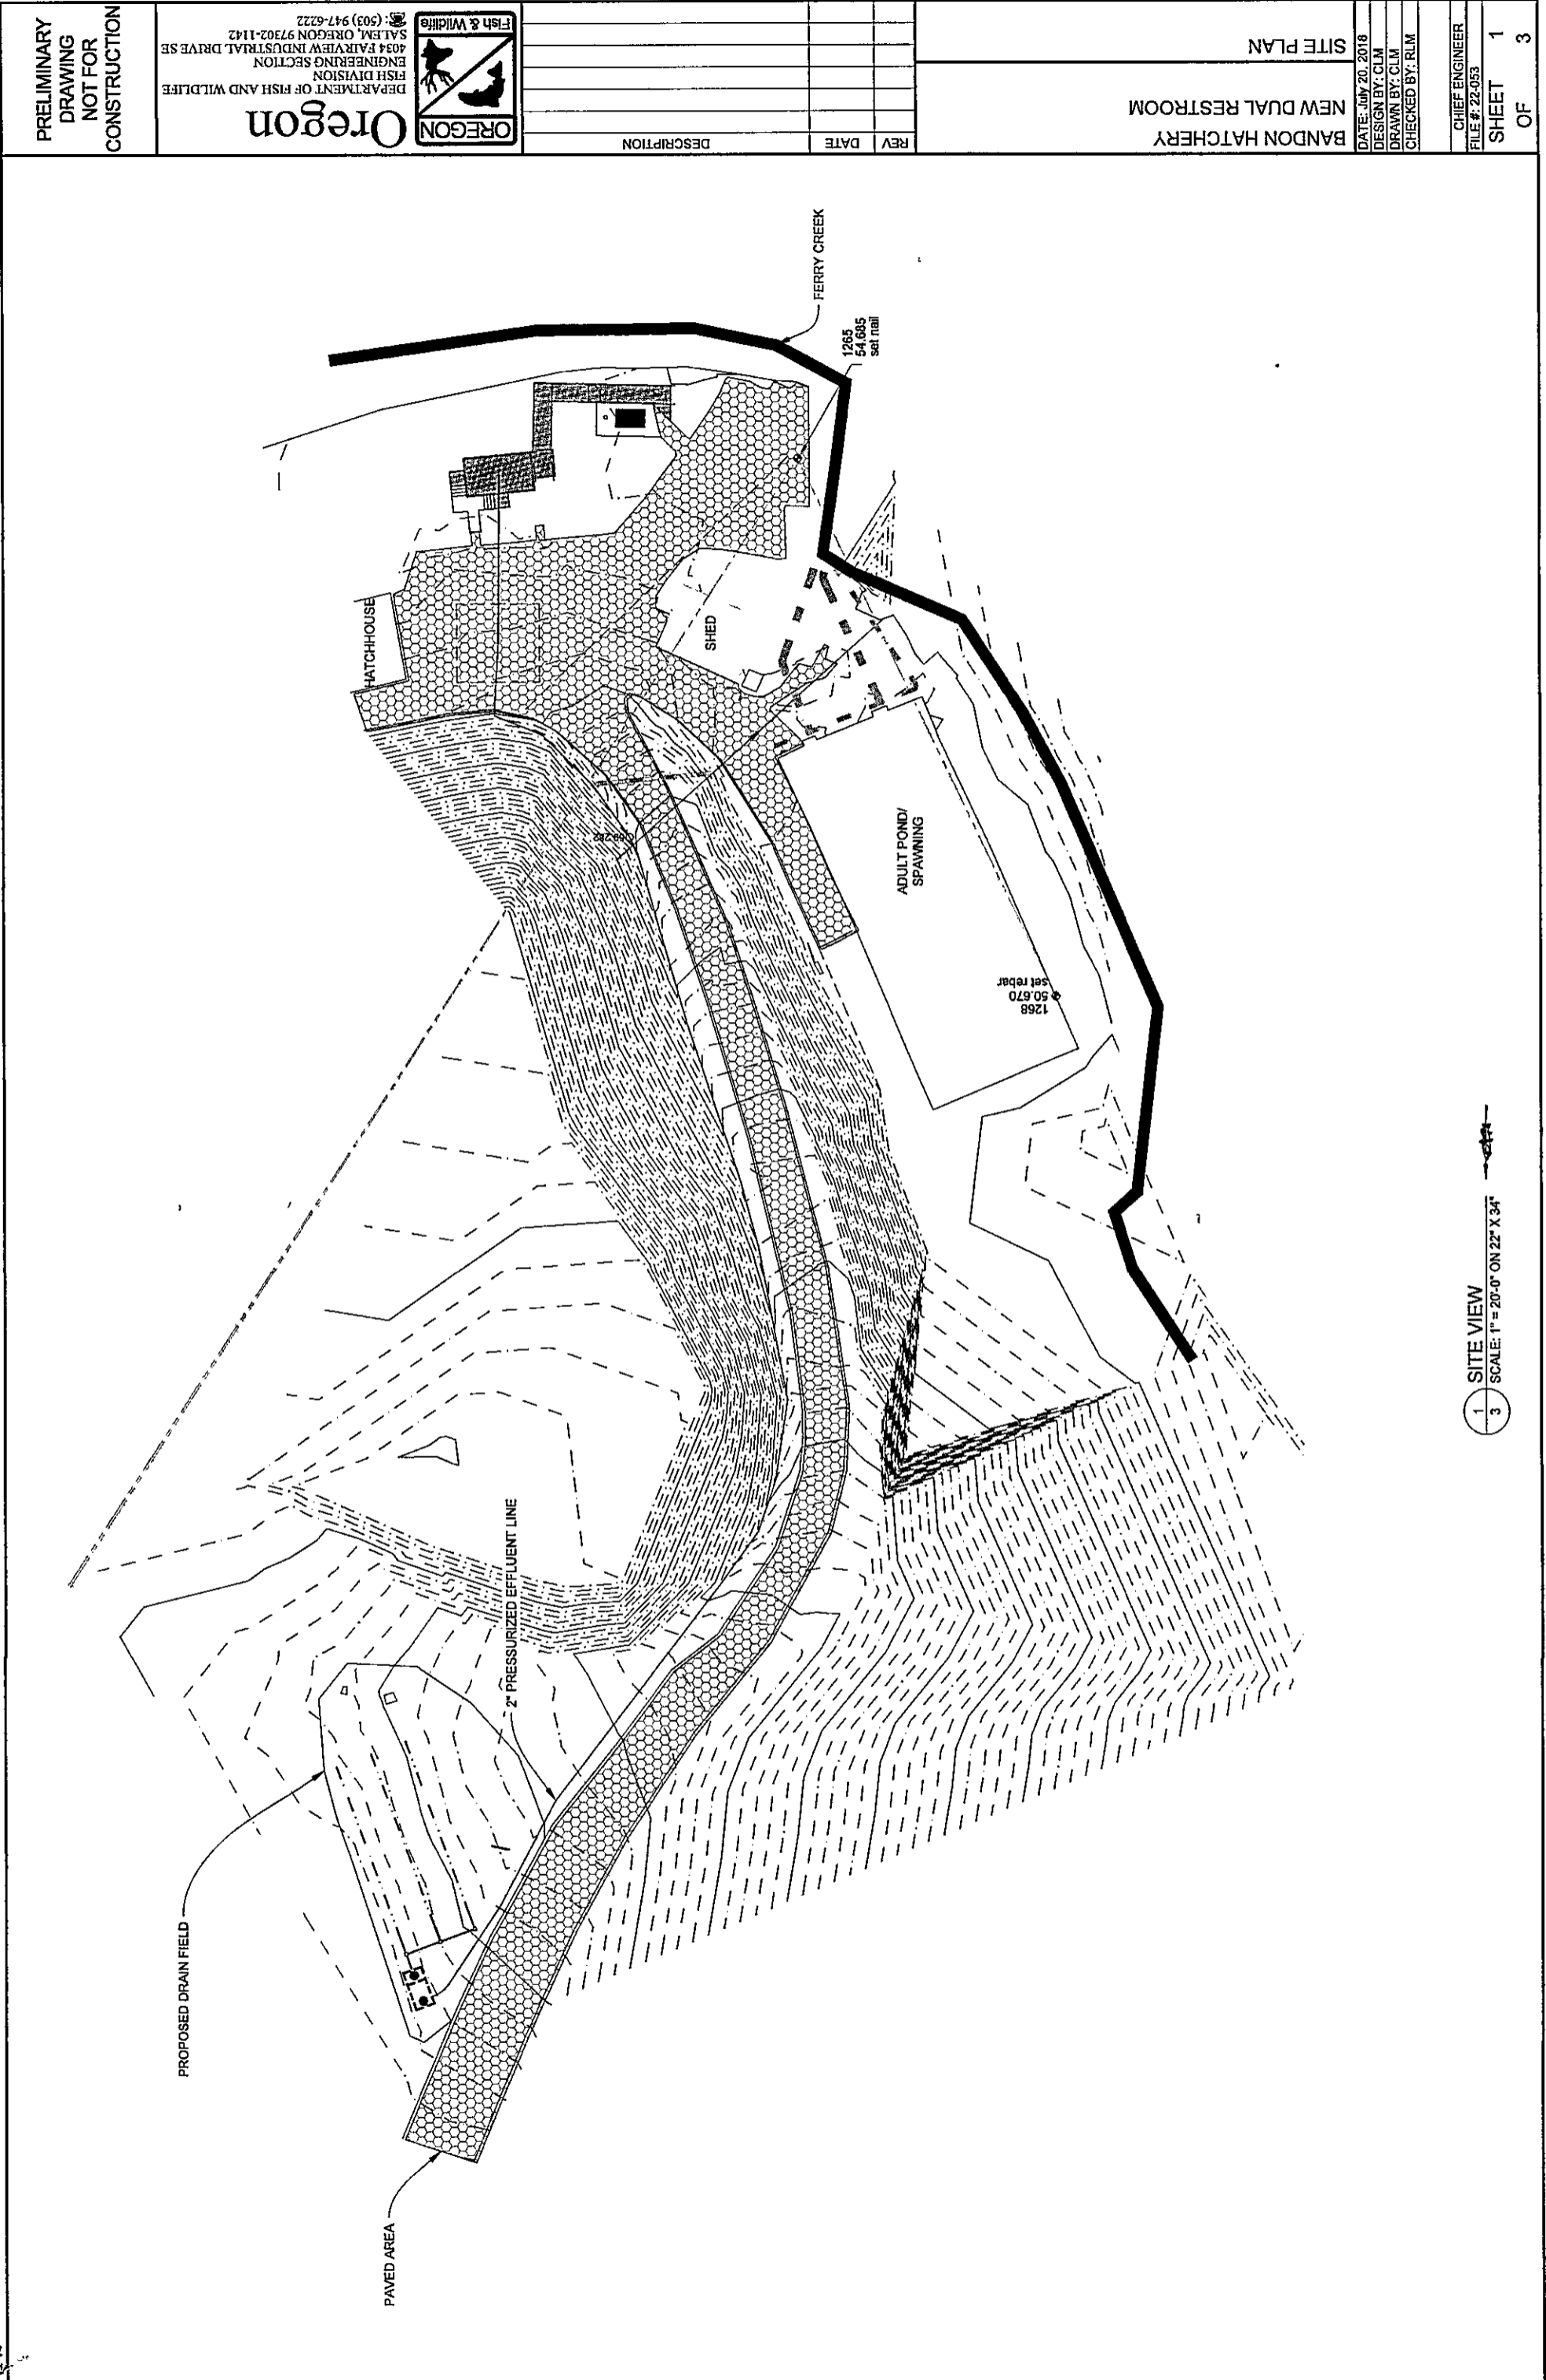 PRELIMINARY
DRAWING
NOT FOR
CONSTRUCTION
Oregon
DEPARTMENT OF FISH AND WILDLIFE
FISH DIVISION
ENGINEERING SECTION
4034 FAIRVIEW INDUSTRIAL DRIVE SE
SALEM, OREGON 97302-1142
☎: (503) 947-6222
OREGON
Fish & Wildlife
REV DATE DESCRIPTION
BANDON HATCHERY
NEW DUAL RESTROOM
SITE PLAN
DATE: July 20, 2018
DESIGN BY: CLM
DRAWN BY: CLM
CHECKED BY: RLM
CHIEF ENGINEER
FILE #: 22-053
SHEET 1
OF 3
FERRY CREEK
1265
54.685
set nail
HATCHHOUSE
SHED
ADULT POND/
SPAWNING
1268
50.670
set rebar
2" PRESSURIZED EFFLUENT LINE
PROPOSED DRAIN FIELD
PAVED AREA
1
3
SITE VIEW
SCALE: 1" = 20'-0" ON 22" X 34"